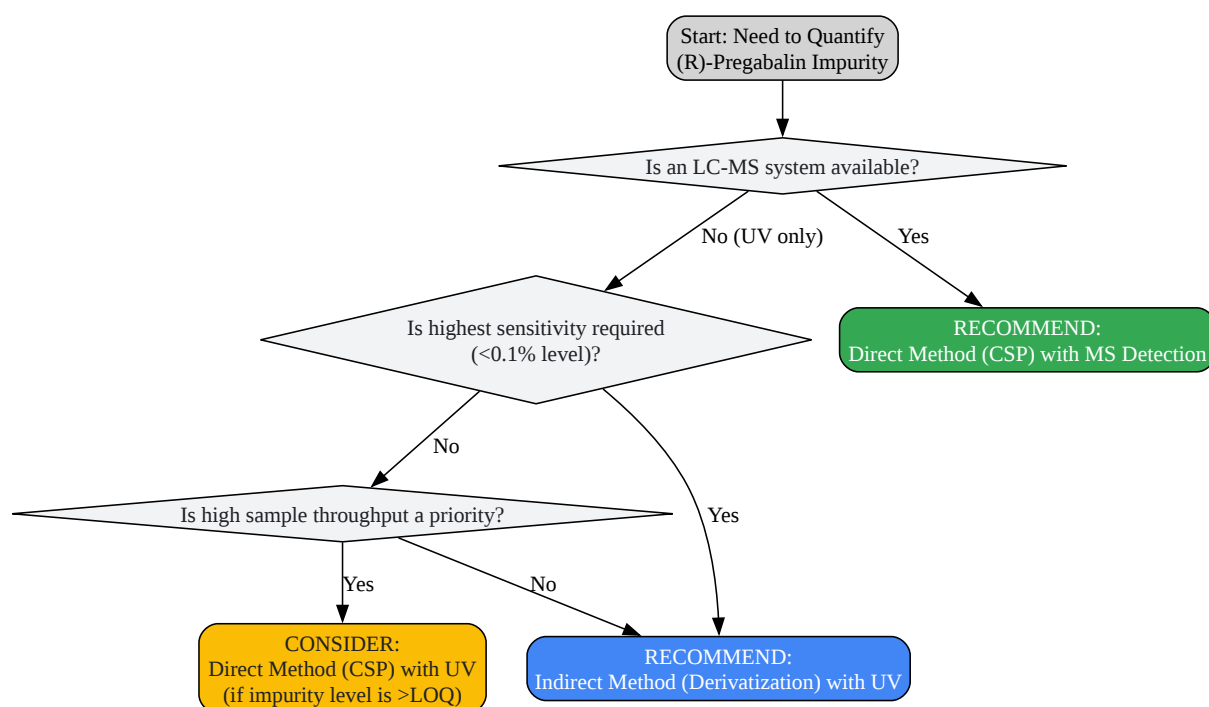 Start: Need to Quantify
(R)-Pregabalin Impurity
Is an LC-MS system available?
No (UV only)
Yes
Is highest sensitivity required
(<0.1% level)?
RECOMMEND:
Direct Method (CSP) with MS Detection
No
Yes
Is high sample throughput a priority?
Yes
No
CONSIDER:
Direct Method (CSP) with UV
(if impurity level is >LOQ)
RECOMMEND:
Indirect Method (Derivatization) with UV